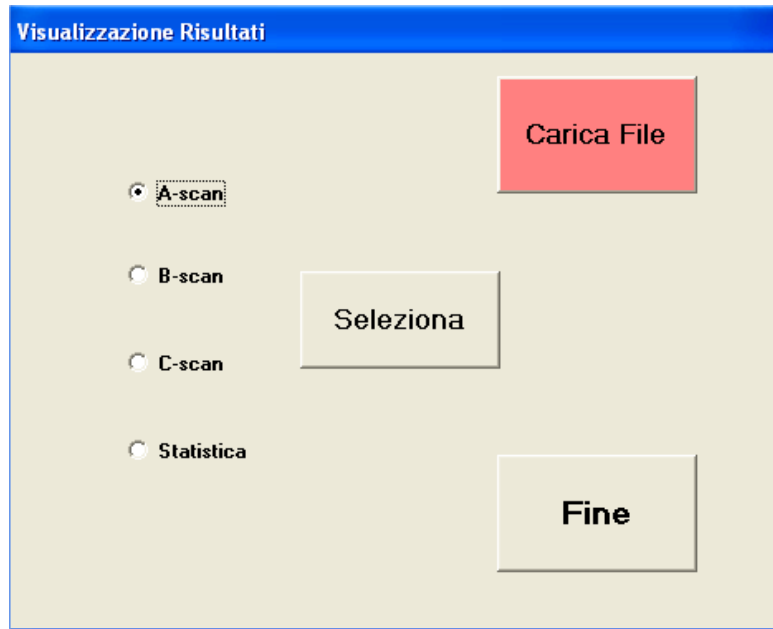 Visualizzazione Risultati
Carica File
A-scan
B-scan
Seleziona
C-scan
Statistica
Fine